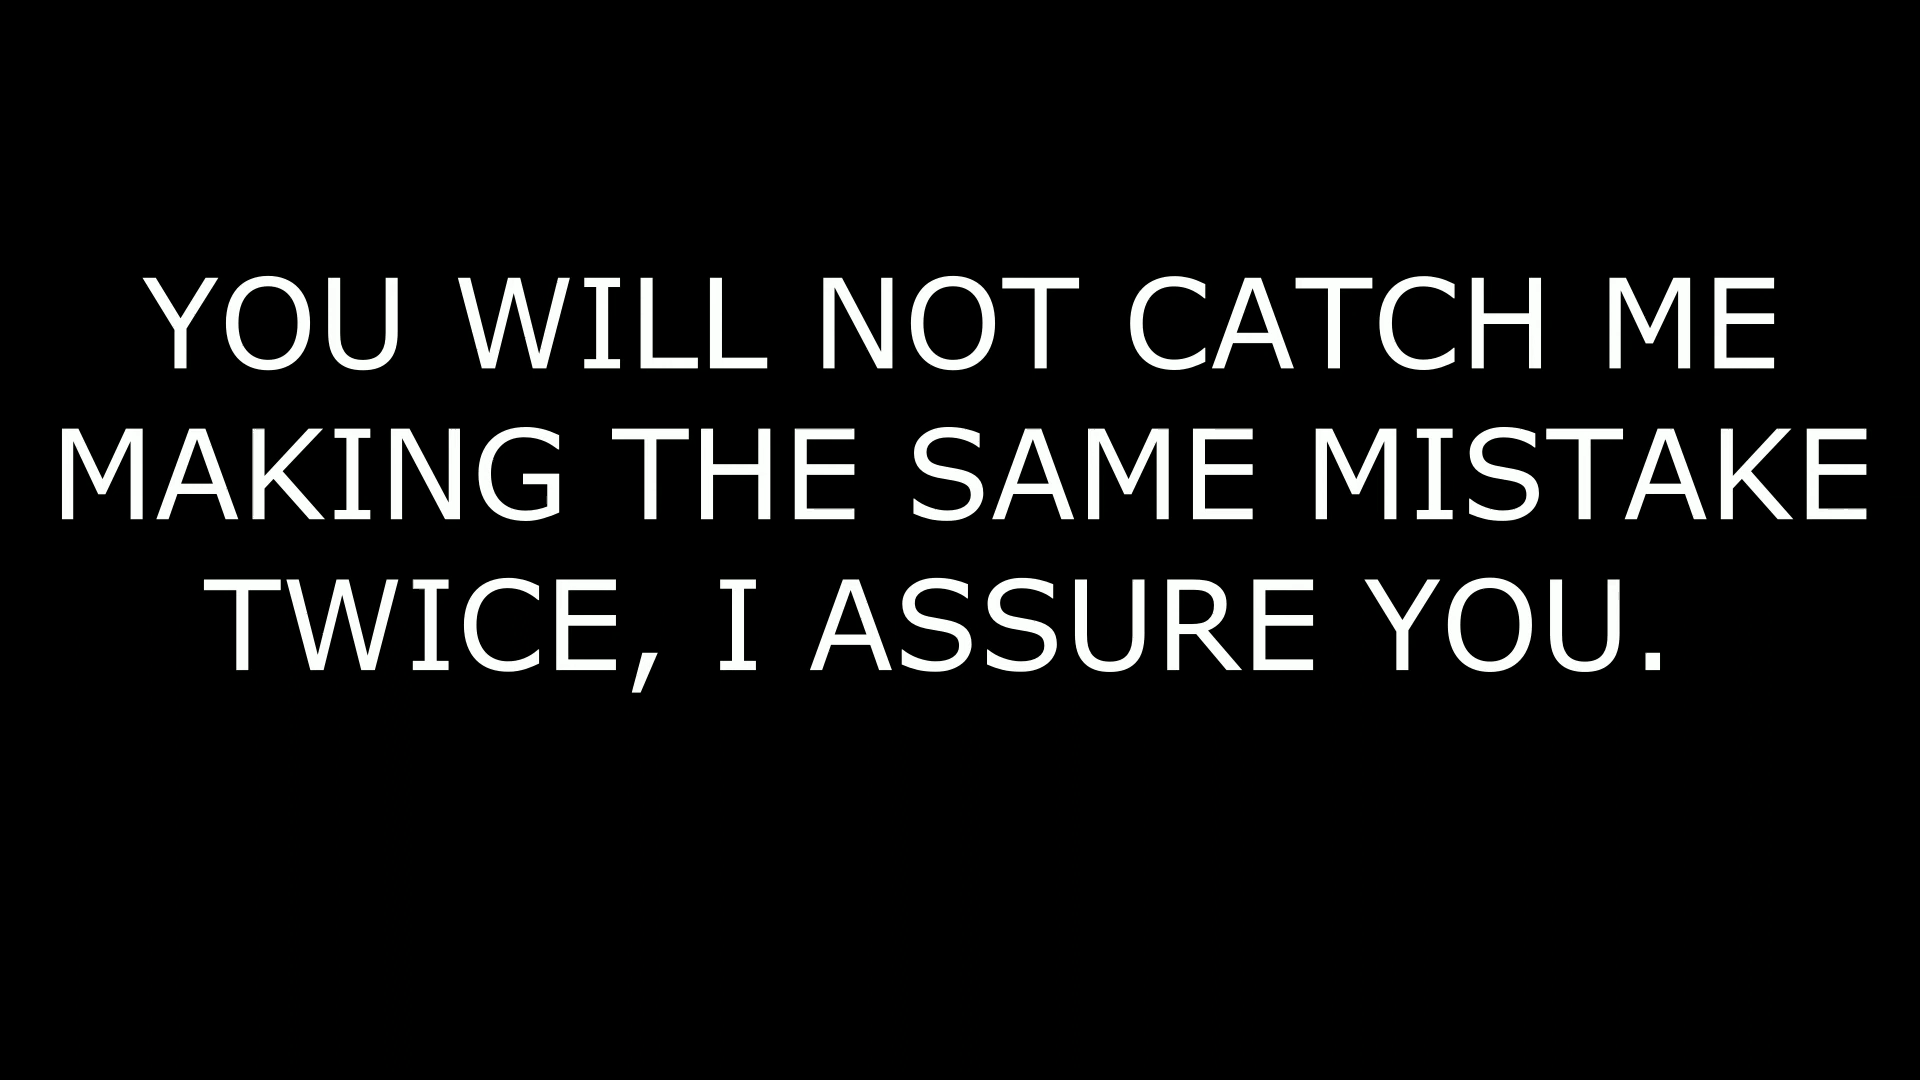 YOU WILL NOT CATCH ME
MAKING THE SAME MISTAKE
TWICE, I ASSURE YOU.